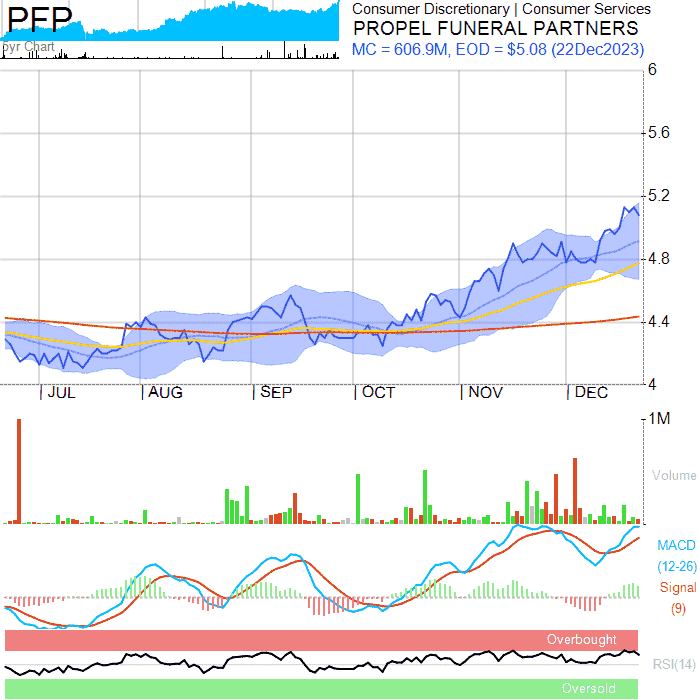 PFP
5yr Chart
Consumer Discretionary | Consumer Services
PROPEL FUNERAL PARTNERS
MC = 606.9M, EOD = $5.08 (22Dec2023)
6
5.6
5.2
4.8
4.4
4
JUL AUG SEP OCT NOV DEC
1M
Volume
MACD
(12-26)
Signal
(9)
Overbought
RSI(14)
Oversold